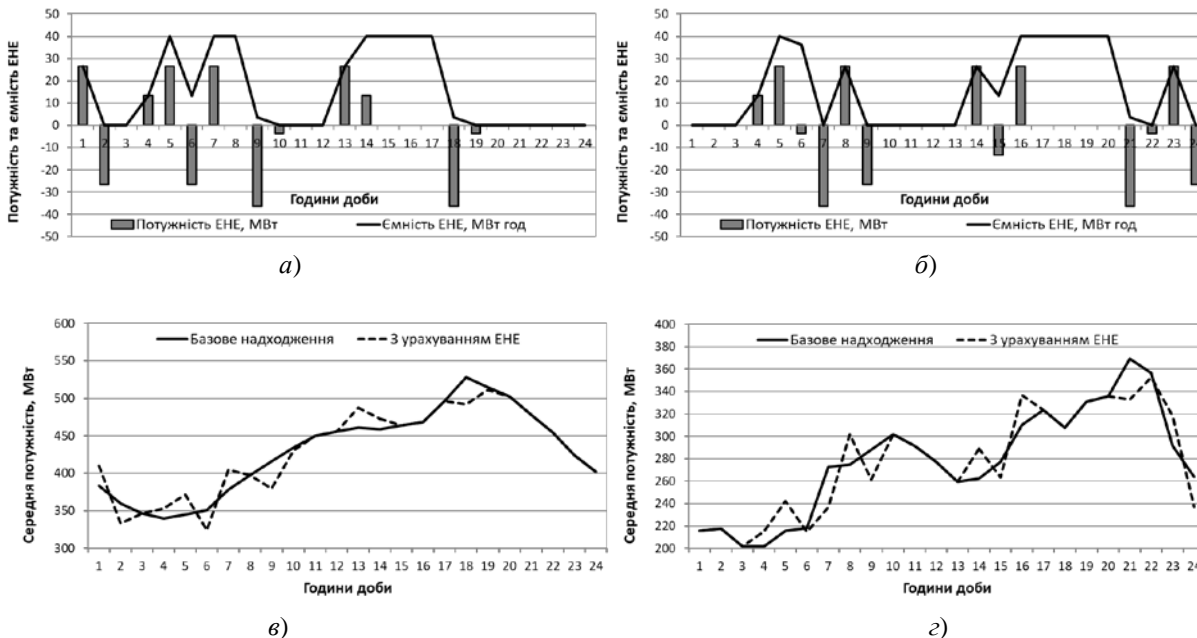 Потужність та ємність ЕНЕ
50
40
30
20
10
0
-10
-20
-30
-40
-50
1 2 3 4 5 6 7 8 9 10 11 12 13 14 15 16 17 18 19 20 21 22 23 24
Години доби
Потужність ЕНЕ, МВт
Ємність ЕНЕ, МВт год
а)
Потужність та ємність ЕНЕ
50
40
30
20
10
0
-10
-20
-30
-40
-50
1 2 3 4 5 6 7 8 9 10 11 12 13 14 15 16 17 18 19 20 21 22 23 24
Години доби
Потужність ЕНЕ, МВт
Ємність ЕНЕ, МВт год
б)
Середня потужність, МВт
600
550
500
450
400
350
300
Базове надходження
З урахуванням ЕНЕ
1 2 3 4 5 6 7 8 9 10 11 12 13 14 15 16 17 18 19 20 21 22 23 24
Години доби
в)
Середня потужність, МВт
400
380
360
340
320
300
280
260
240
220
200
Базове надходження
З урахуванням ЕНЕ
1 2 3 4 5 6 7 8 9 10 11 12 13 14 15 16 17 18 19 20 21 22 23 24
Години доби
г)